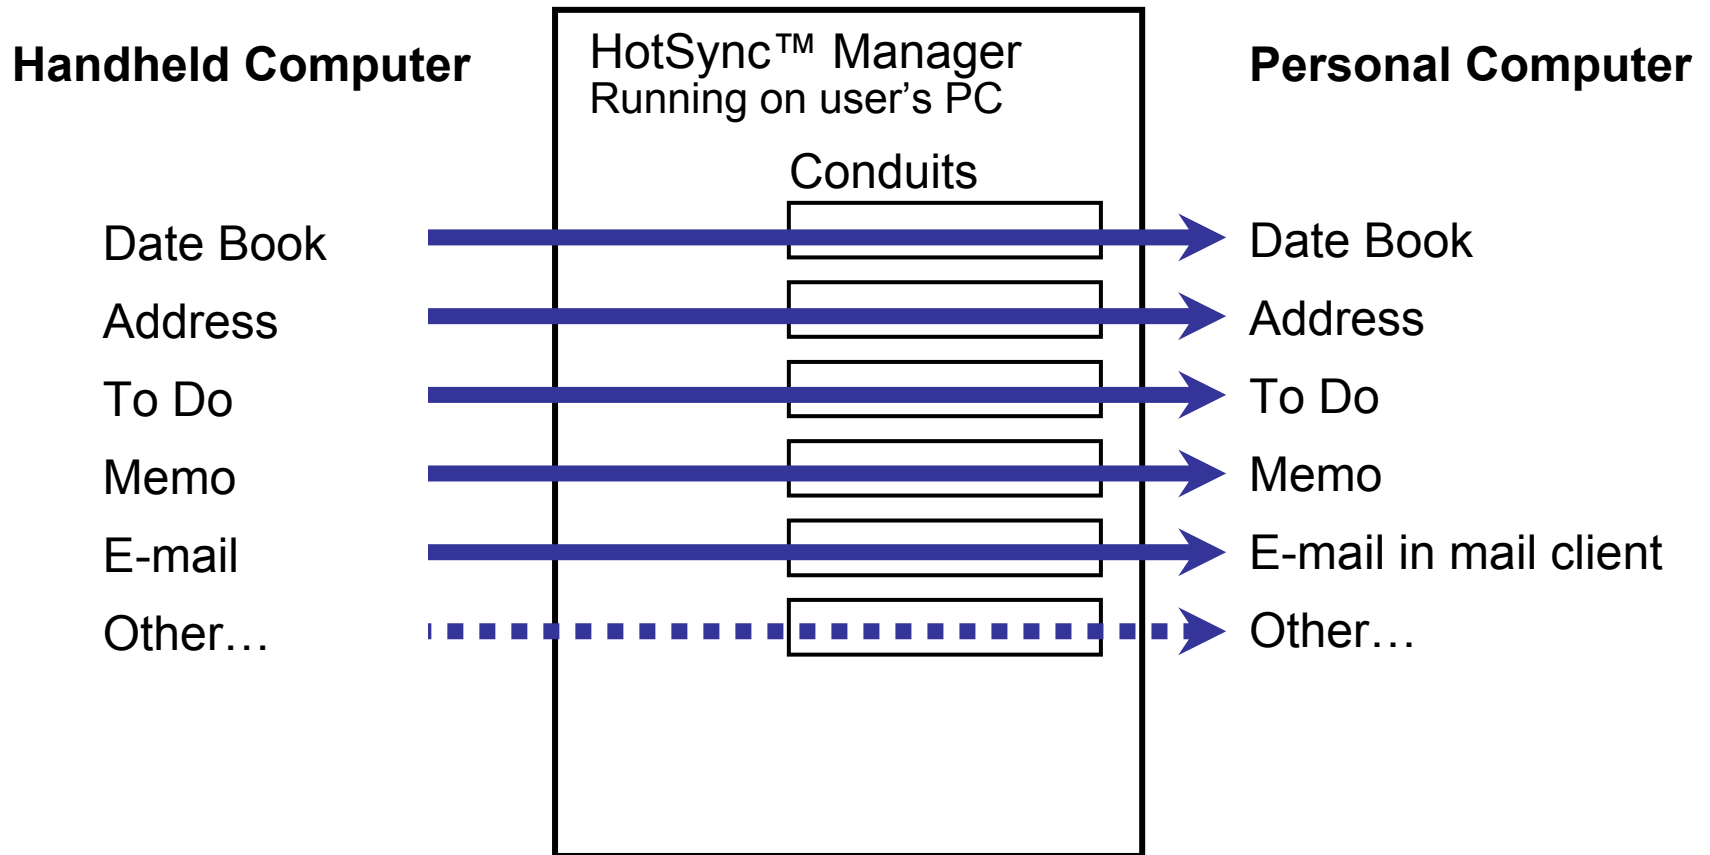 Handheld Computer
HotSync™ Manager
Running on user's PC
Personal Computer
Conduits
Date Book
Date Book
Address
Address
To Do
To Do
Memo
Memo
E-mail
E-mail in mail client
Other…
Other…